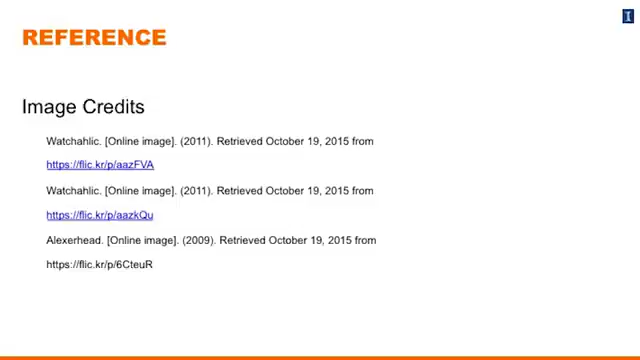 I
REFERENCE
Image Credits
Watchahlic. [Online image]. (2011). Retrieved October 19, 2015 from
https://flic.kr/p/aazFVA
Watchahlic. [Online image]. (2011). Retrieved October 19, 2015 from
https://flic.kr/p/aazkQu
Alexerhead. [Online image]. (2009). Retrieved October 19, 2015 from
https://flic.kr/p/6CteuR